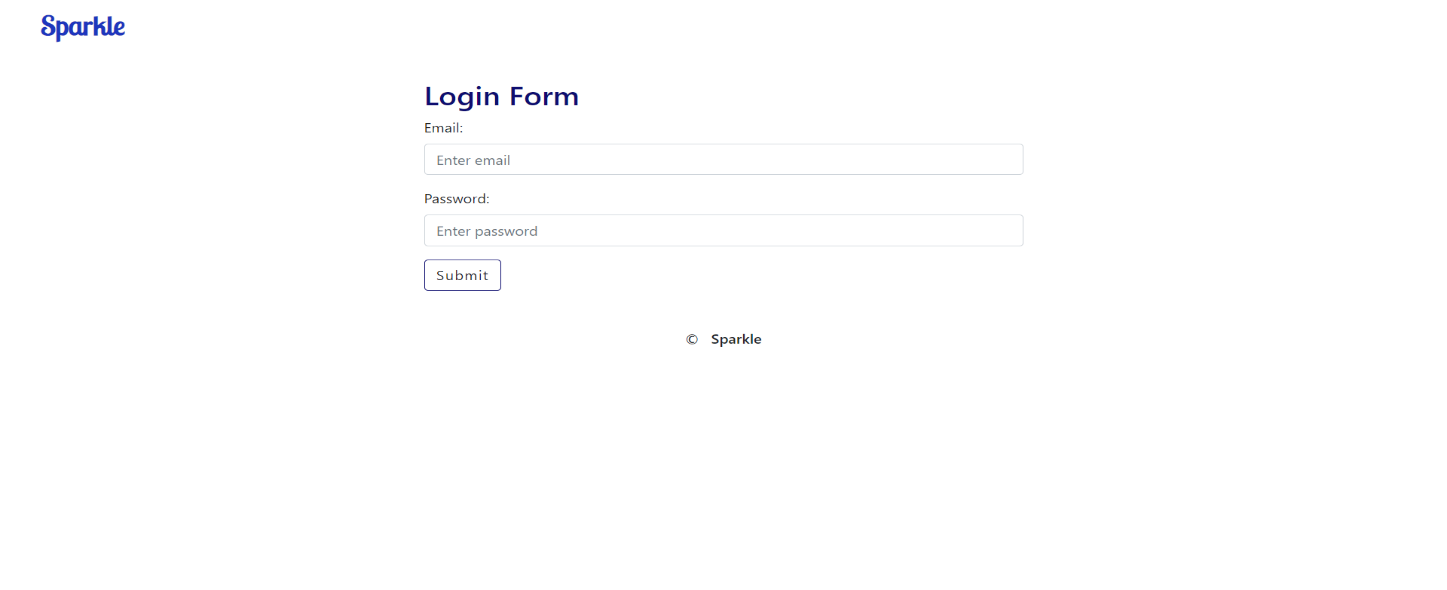 Sparkle
Login Form
Email:
Enter email
Password:
Enter password
Submit
© Sparkle